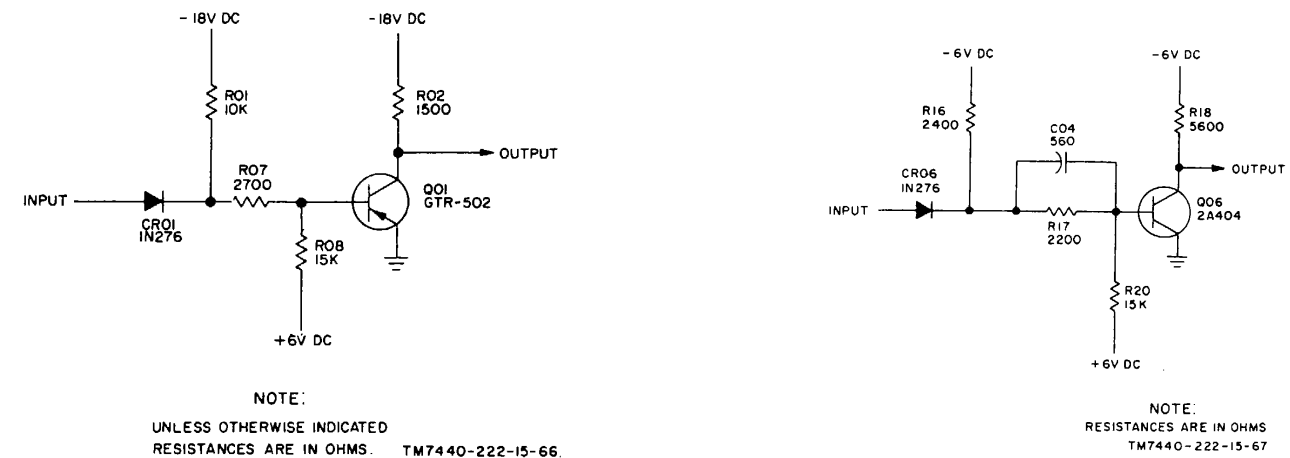 -18V DC
-18V DC
R01
10K
R02
1500
OUTPUT
R07
2700
INPUT
CR01
1N276
Q01
GTR-502
R08
15K
+6V DC
NOTE:
UNLESS OTHERWISE INDICATED
RESISTANCES ARE IN OHMS.
TM7440-222-15-66.
-6V DC
-6V DC
R16
2400
C04
560
R18
5600
OUTPUT
CR06
1N276
INPUT
R17
2200
Q06
2A404
R20
15K
+6V DC
NOTE:
RESISTANCES ARE IN OHMS
TM7440-222-15-67